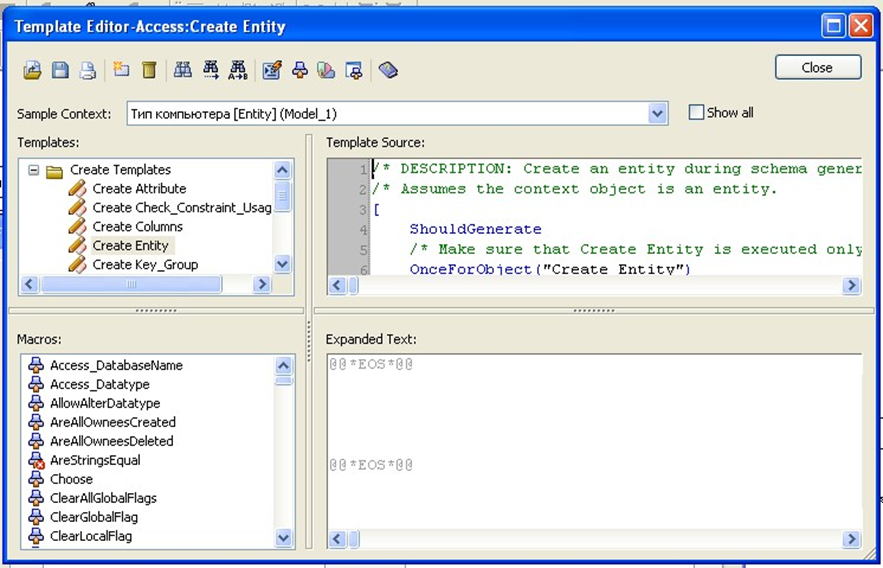 Template Editor-Access:Create Entity
Close
Sample Context: Тип компьютера [Entity] (Model_1) Show all
Templates:
Create Templates
Create Attribute
Create Check_Constraint_Usag
Create Columns
Create Entity
Create Key_Group
Template Source:
1 /* DESCRIPTION: Create an entity during schema gener
2 /* Assumes the context object is an entity.
3 [
4 ShouldGenerate
5 /* Make sure that Create Entity is executed only
6 OnceForObject("Create Entity")
Macros:
Access_DatabaseName
Access_Datatype
AllowAlterDatatype
AreAllOwneesCreated
AreAllOwneesDeleted
AreStringsEqual
Choose
ClearAllGlobalFlags
ClearGlobalFlag
ClearLocalFlag
Expanded Text:
@@*EOS*@@
@@*EOS*@@